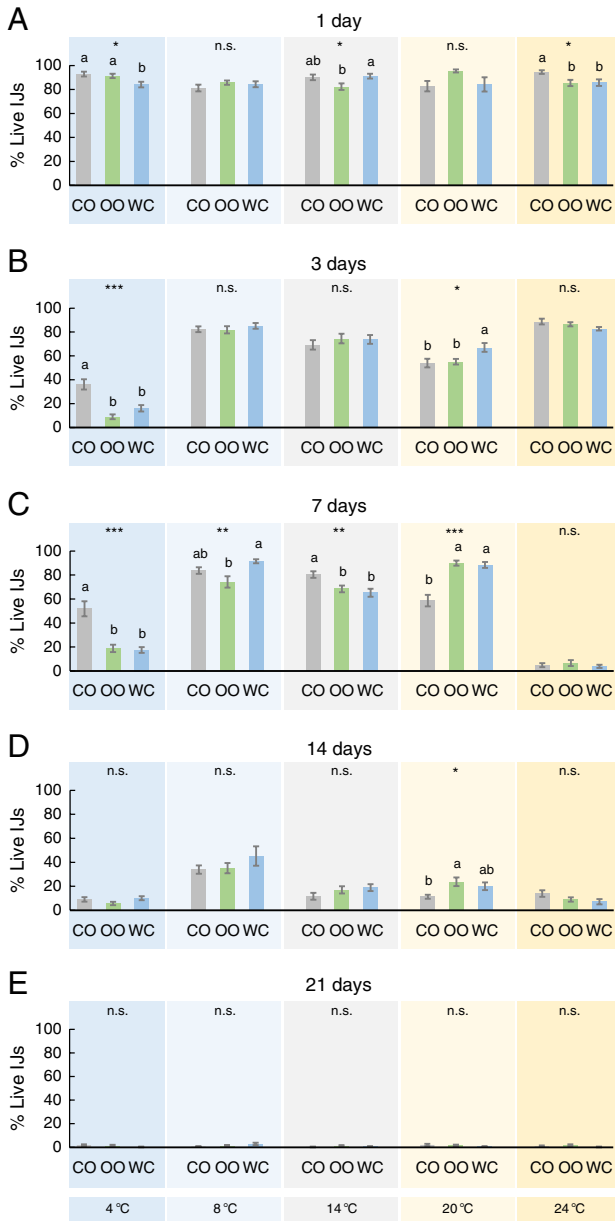 A
1 day
* n.s. * n.s. *
a a b ab b a a b b
100
80
60
40
20
0
% Live IJs
CO OO WC CO OO WC CO OO WC CO OO WC CO OO WC
B
3 days
*** n.s. n.s. * n.s.
a b b b b a
100
80
60
40
20
0
% Live IJs
CO OO WC CO OO WC CO OO WC CO OO WC CO OO WC
C
7 days
*** ** ** *** n.s.
a b b ab b a a b b b a a
100
80
60
40
20
0
% Live IJs
CO OO WC CO OO WC CO OO WC CO OO WC CO OO WC
D
14 days
n.s. n.s. n.s. * n.s.
b a ab
100
80
60
40
20
0
% Live IJs
CO OO WC CO OO WC CO OO WC CO OO WC CO OO WC
E
21 days
n.s. n.s. n.s. n.s. n.s.
100
80
60
40
20
0
% Live IJs
CO OO WC CO OO WC CO OO WC CO OO WC CO OO WC
4 °C 8 °C 14 °C 20 °C 24 °C